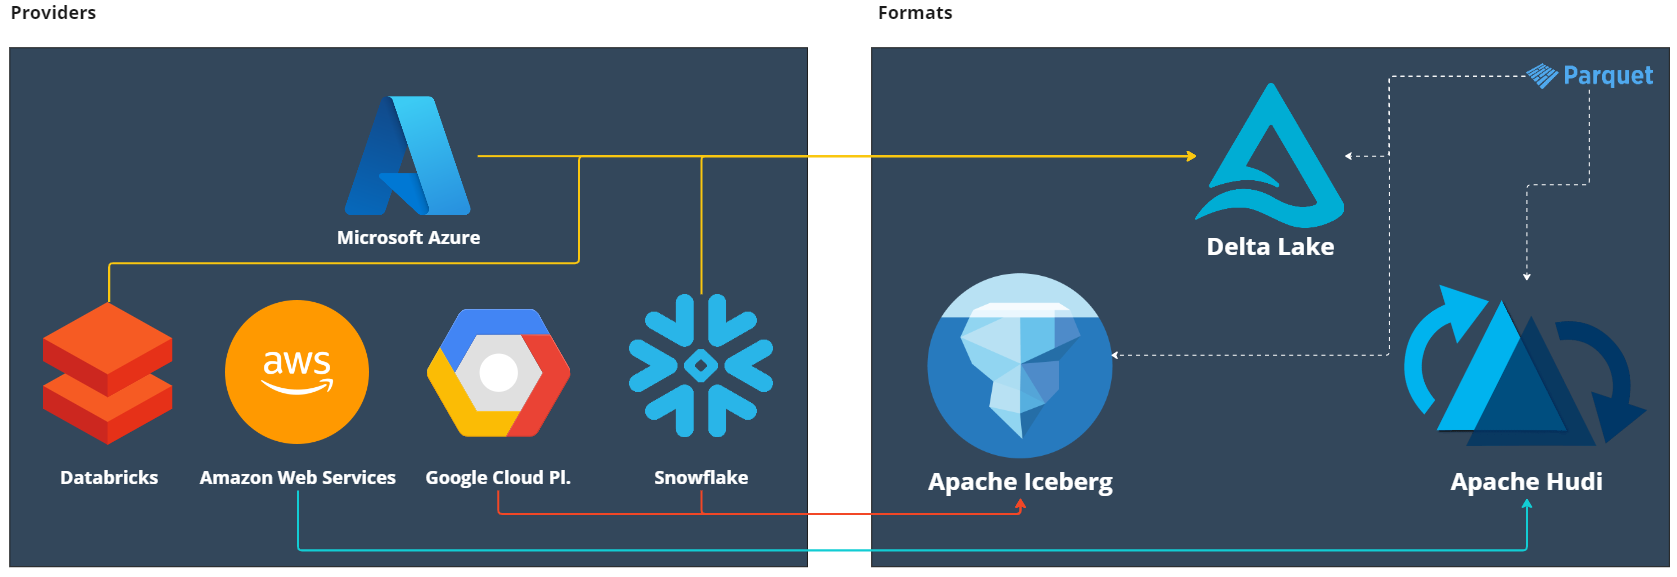 Providers
Formats
Parquet
Microsoft Azure
Delta Lake
aws
Databricks
Amazon Web Services
Google Cloud Pl.
Snowflake
Apache Iceberg
Apache Hudi